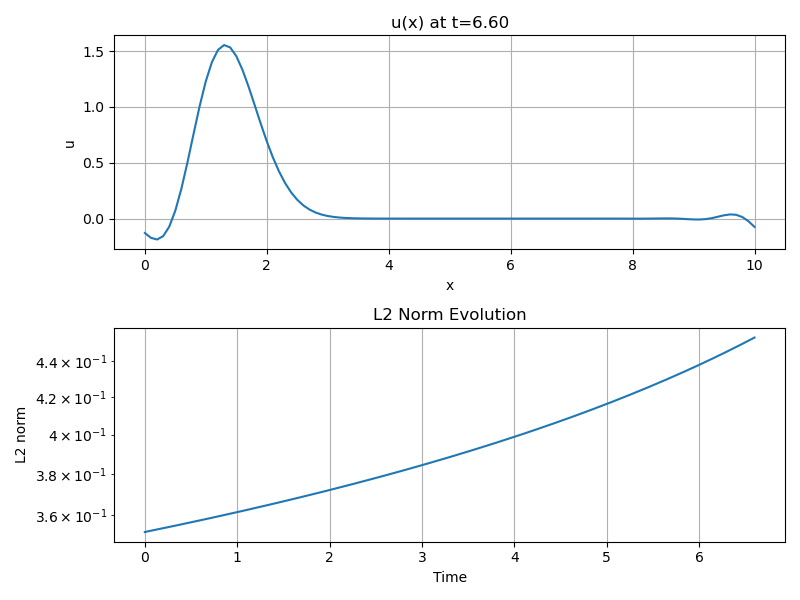 u(x) at t=6.60
u
1.5
1.0
0.5
0.0
0 2 4 6 8 10
x
L2 Norm Evolution
L2 norm
4.4 × 10⁻¹
4.2 × 10⁻¹
4 × 10⁻¹
3.8 × 10⁻¹
3.6 × 10⁻¹
0 1 2 3 4 5 6
Time